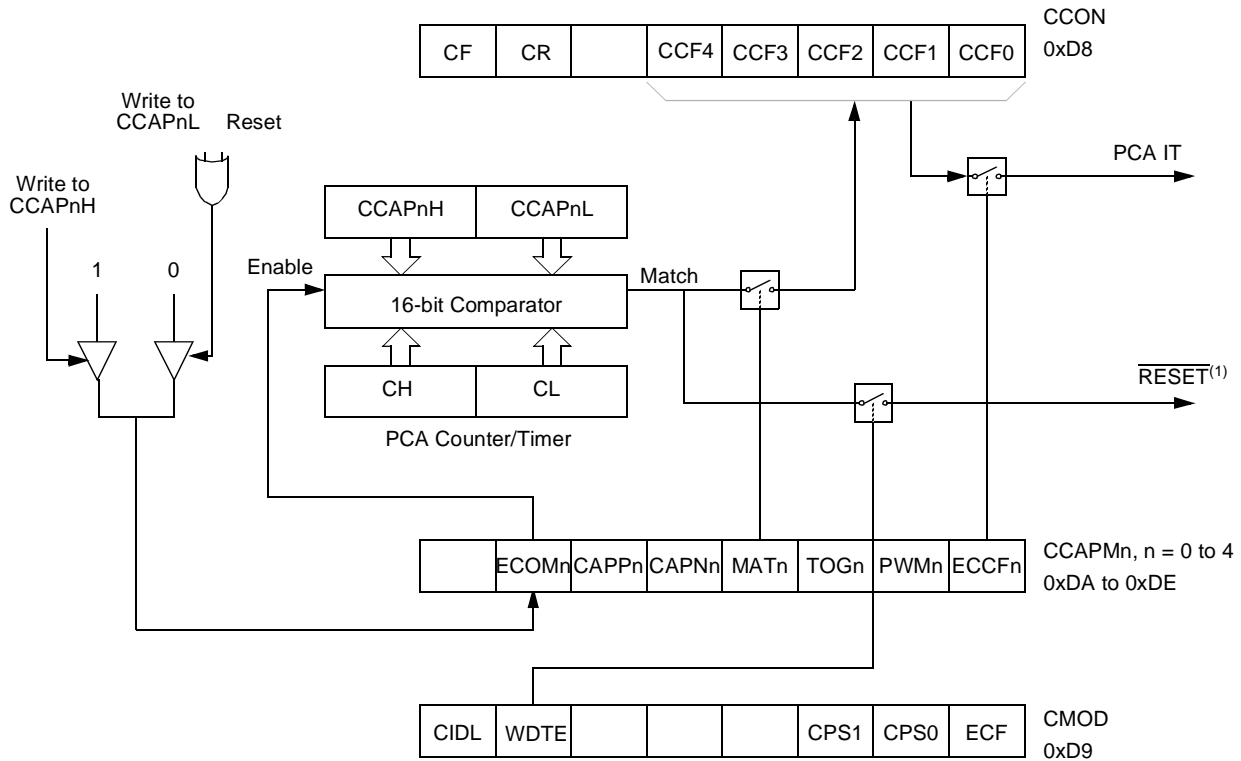 CCON
0xD8
CF CR CCF4 CCF3 CCF2 CCF1 CCF0
Write to
CCAPnL
Reset
Write to
CCAPnH
PCA IT
CCAPnH CCAPnL
1 0
Enable
Match
16-bit Comparator
CH CL
PCA Counter/Timer
RESET(1)
ECOMn CAPPn CAPNn MATn TOGn PWMn ECCFn
CCAPMn, n = 0 to 4
0xDA to 0xDE
CIDL WDTE CPS1 CPS0 ECF
CMOD
0xD9